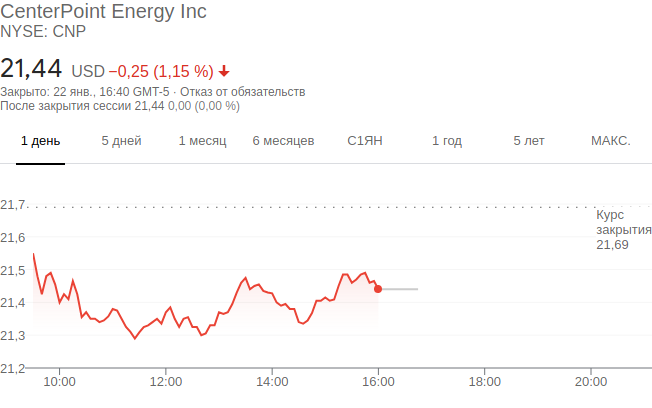 CenterPoint Energy Inc
NYSE: CNP
21,44 USD −0,25 (1,15 %)
Закрыто: 22 янв., 16:40 GMT-5 · Отказ от обязательств
После закрытия сессии 21,44 0,00 (0,00 %)
1 день 5 дней 1 месяц 6 месяцев С1ЯН 1 год 5 лет МАКС.
21,7
Курс
закрытия
21,69
21,6
21,5
21,4
21,3
21,2
10:00 12:00 14:00 16:00 18:00 20:00